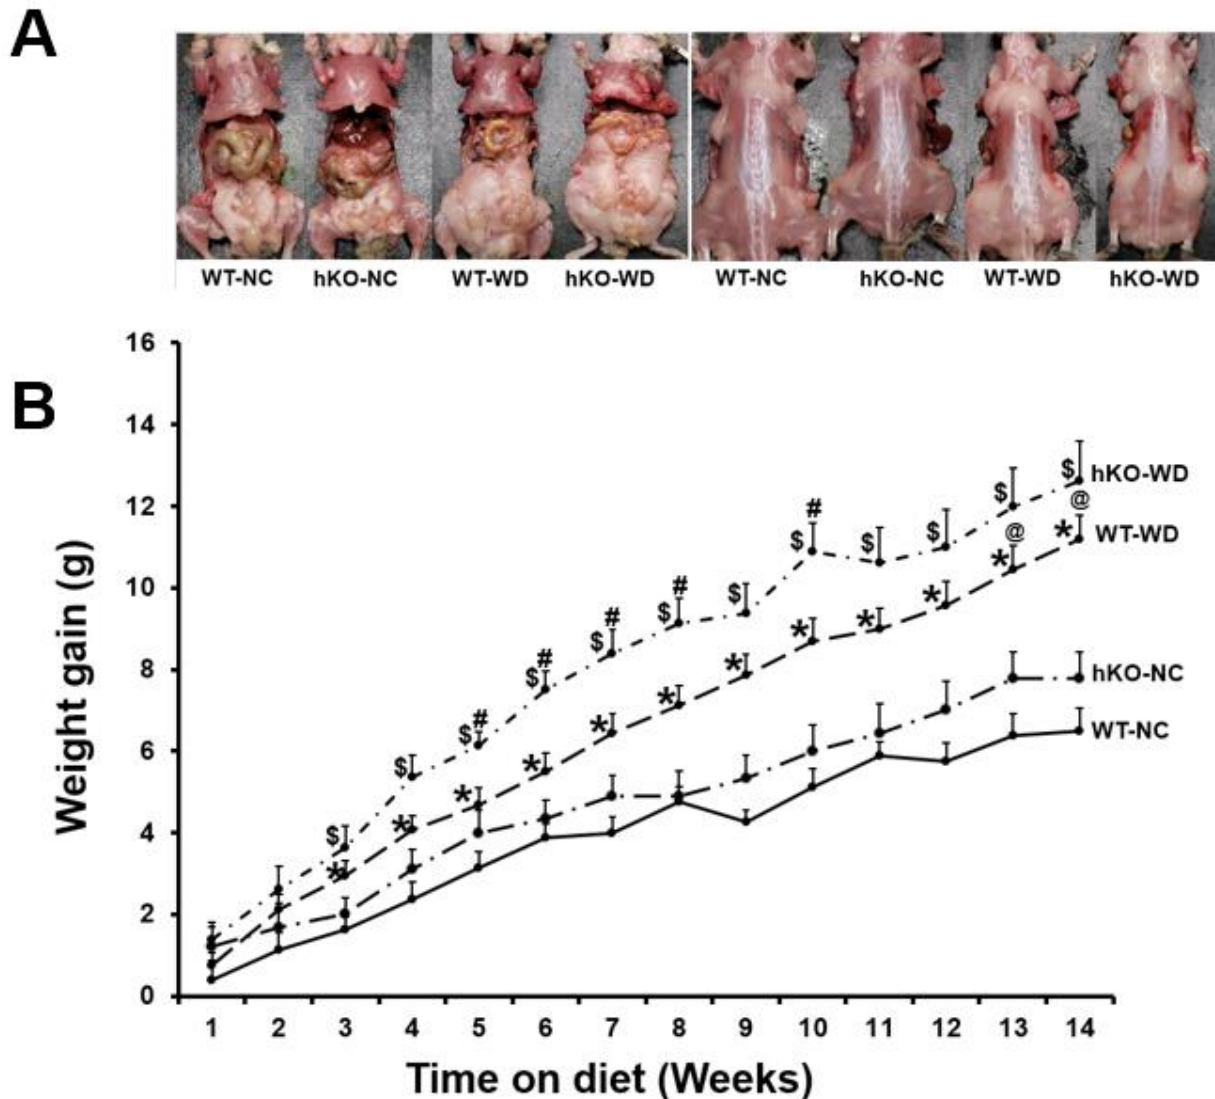 A
WT-NC hKO-NC WT-WD hKO-WD WT-NC hKO-NC WT-WD hKO-WD
B
Weight gain (g)
16
14
12
10
8
6
4
2
0
$ $ $ $ $ $ $ $ $ $ $ $
# # # # #
@ @
* * * * * * * * * * * *
hKO-WD
WT-WD
hKO-NC
WT-NC
1 2 3 4 5 6 7 8 9 10 11 12 13 14
Time on diet (Weeks)